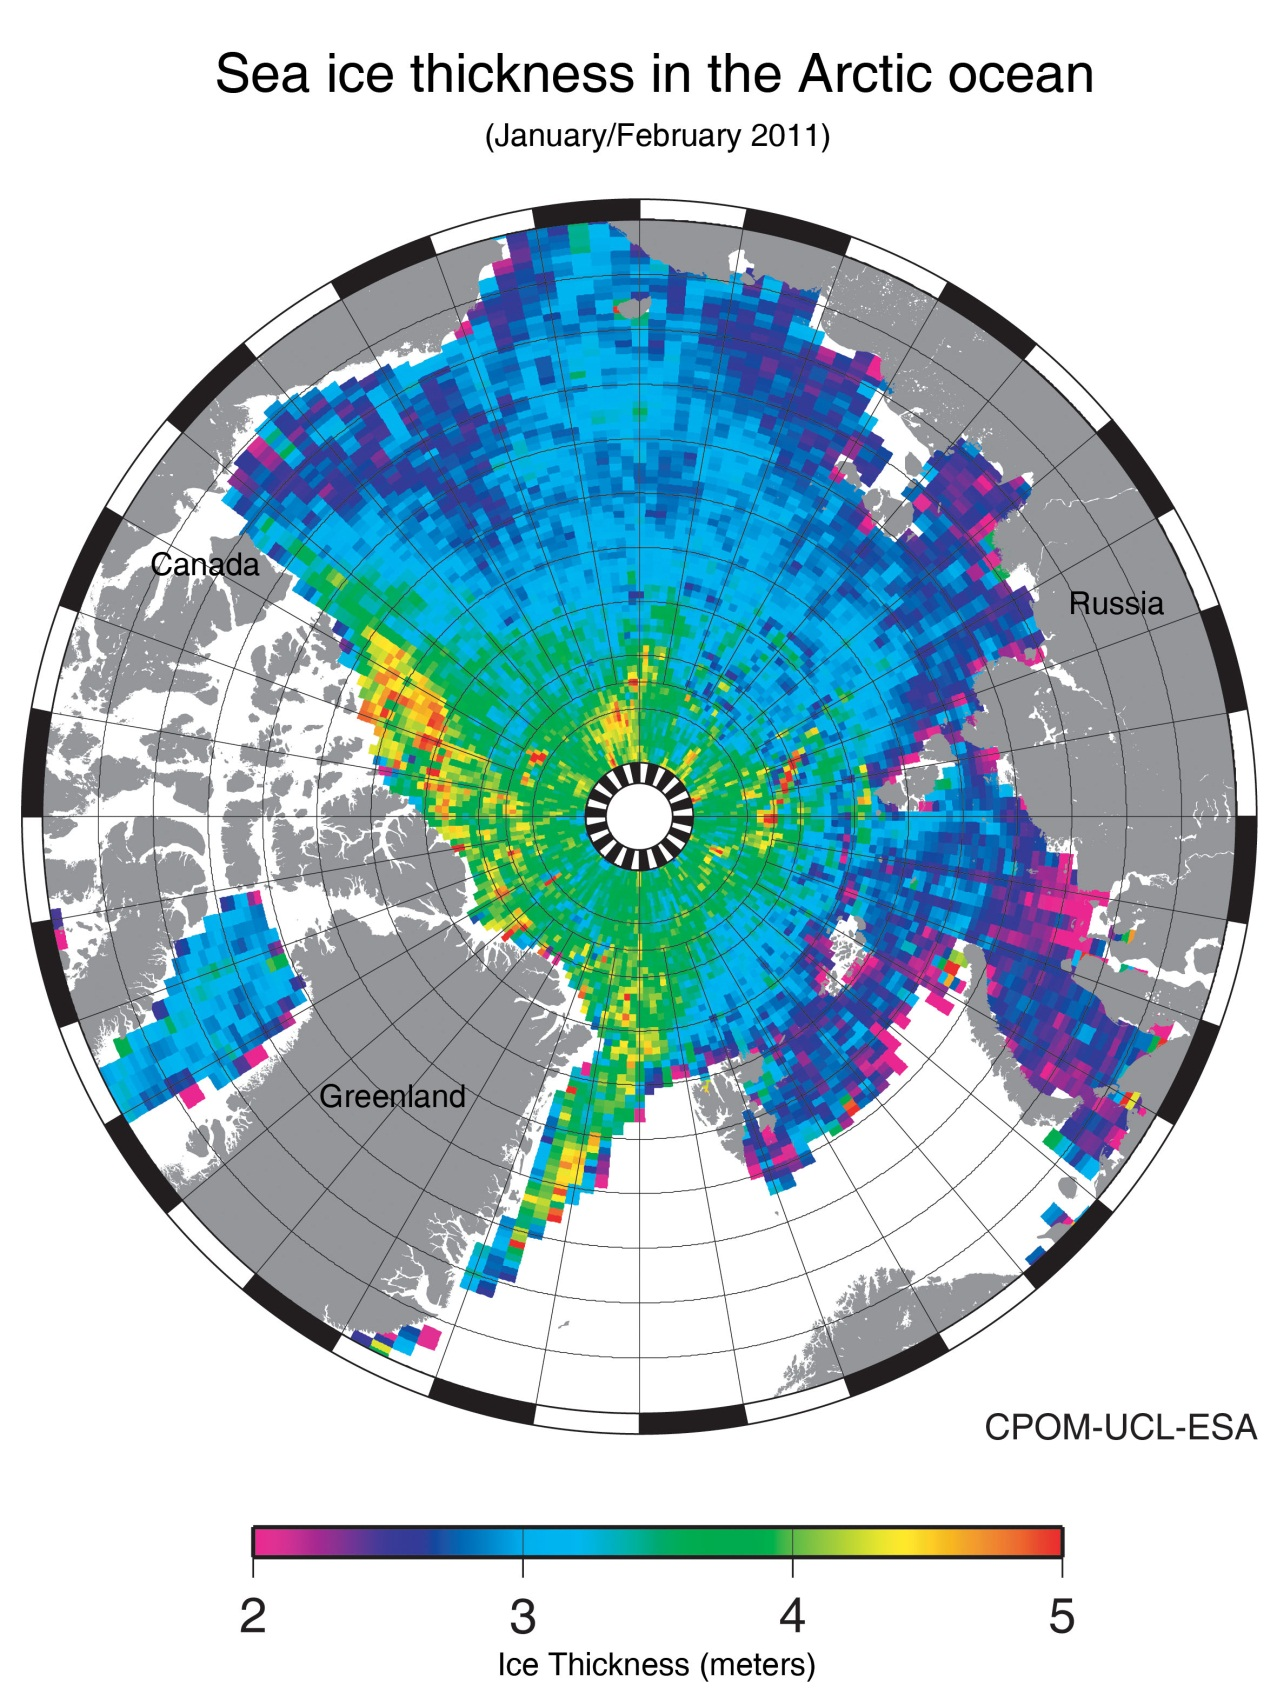 Sea ice thickness in the Arctic ocean
(January/February 2011)
Canada
Russia
Greenland
CPOM-UCL-ESA
2 3 4 5
Ice Thickness (meters)